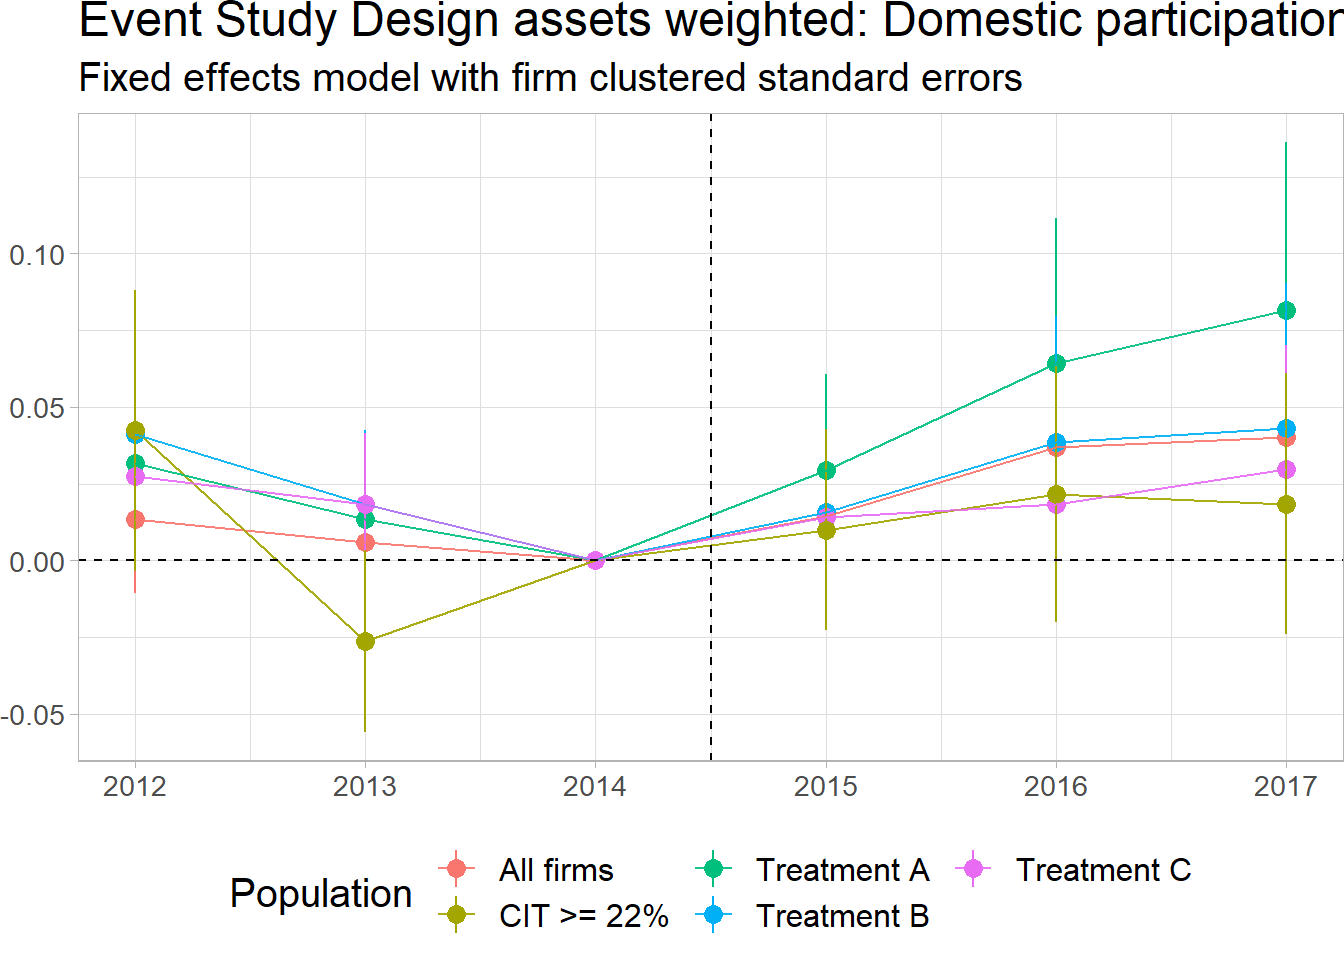 Event Study Design assets weighted: Domestic participation
Fixed effects model with firm clustered standard errors
0.10
0.05
0.00
-0.05
2012 2013 2014 2015 2016 2017
Population
All firms Treatment A Treatment C
CIT >= 22% Treatment B